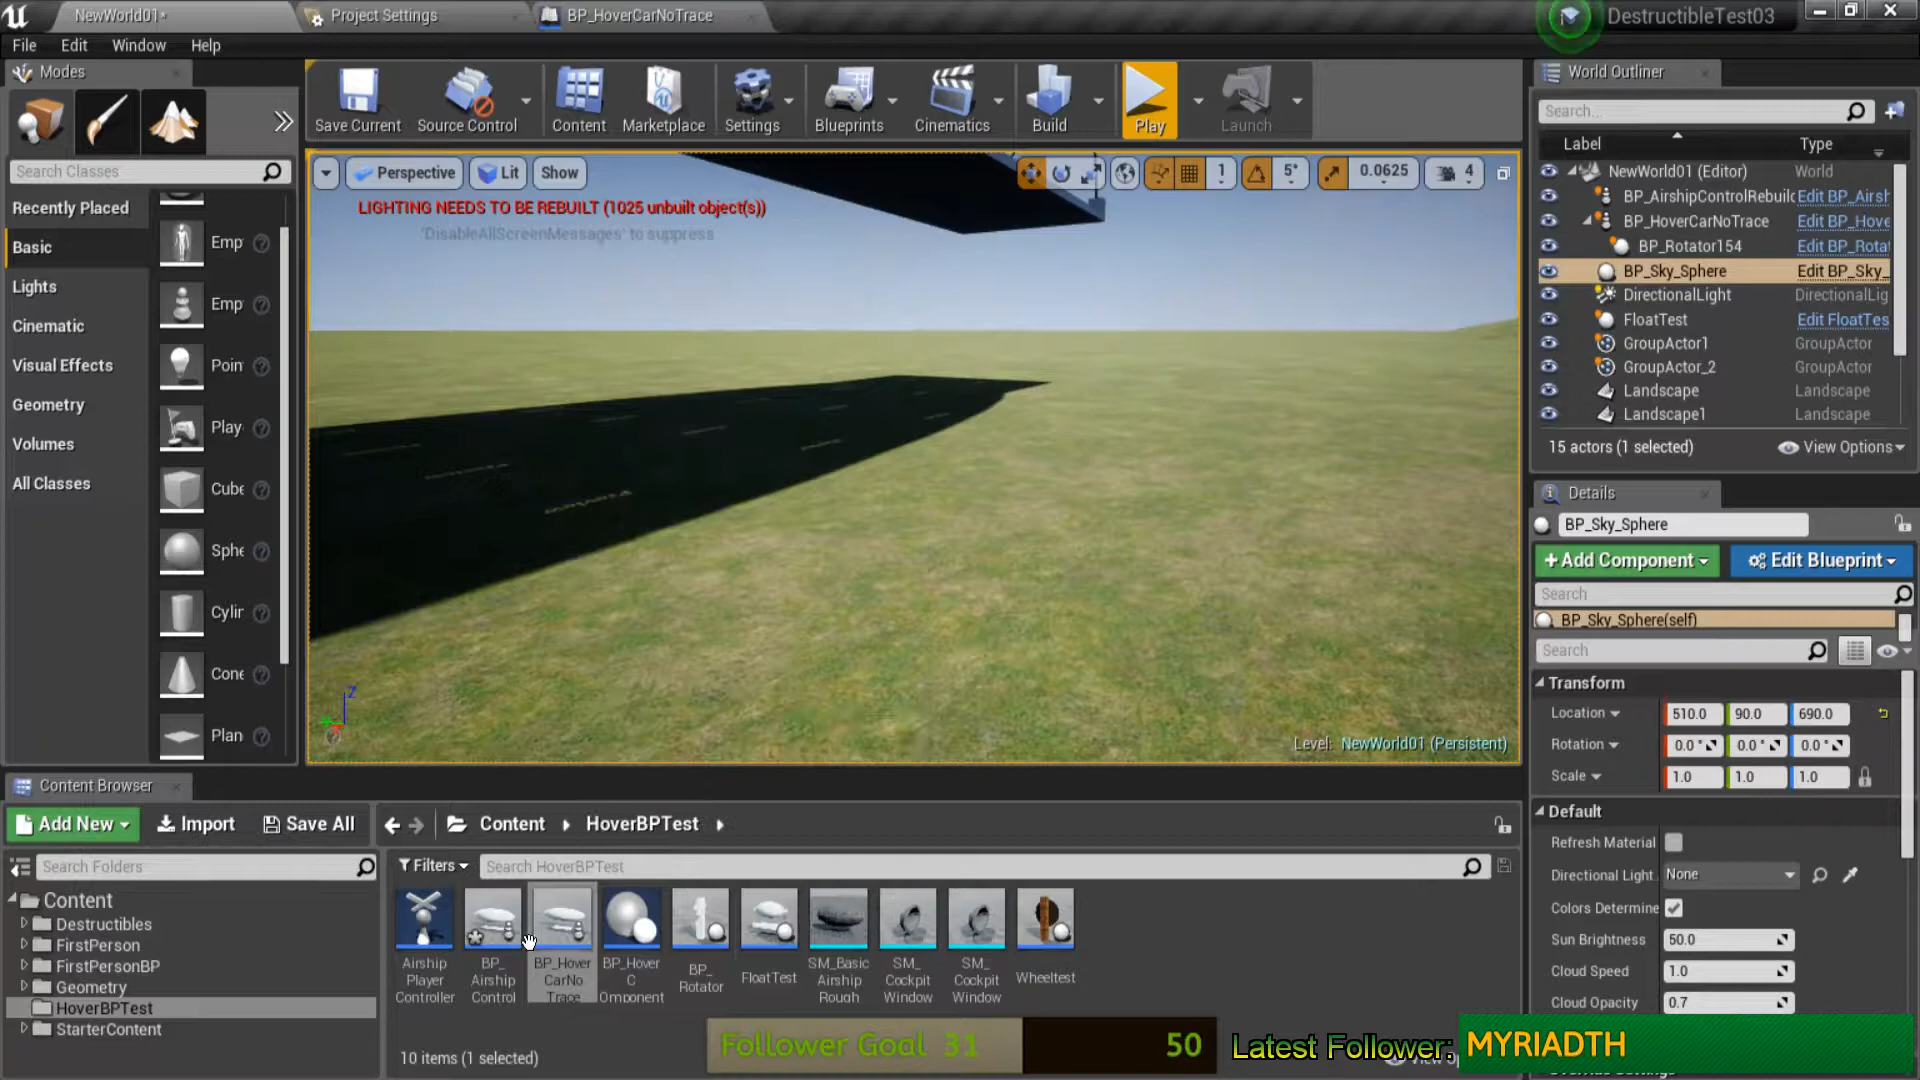 NewWorld01*
Project Settings
BP_HoverCarNoTrace
DestructibleTest03
File
Edit
Window
Help
Modes
Search Classes
Recently Placed
Basic
Lights
Cinematic
Visual Effects
Geometry
Volumes
All Classes
Emp
Emp
Poin
Play
Cube
Sphe
Cylir
Cone
Plan
Save Current
Source Control
Content
Marketplace
Settings
Blueprints
Cinematics
Build
Play
Launch
Perspective
Lit
Show
1
5°
0.0625
4
LIGHTING NEEDS TO BE REBUILT (1025 unbuilt object(s))
'DisableAllScreenMessages' to suppress
Z
Level: NewWorld01 (Persistent)
World Outliner
Search...
Label
Type
NewWorld01 (Editor)
World
BP_AirshipControlRebuild
Edit BP_Airsh
BP_HoverCarNoTrace
Edit BP_Hove
BP_Rotator154
Edit BP_Rota
BP_Sky_Sphere
Edit BP_Sky_
DirectionalLight
DirectionalLig
FloatTest
Edit FloatTes
GroupActor1
GroupActor
GroupActor_2
GroupActor
Landscape
Landscape
Landscape1
Landscape
15 actors (1 selected)
View Options
Details
BP_Sky_Sphere
+Add Component
Edit Blueprint
Search
BP_Sky_Sphere(self)
Search
Transform
Location
510.0
90.0
690.0
Rotation
0.0 °
0.0 °
0.0 °
Scale
1.0
1.0
1.0
Default
Refresh Material
Directional Light
None
Colors Determine
Sun Brightness
50.0
Cloud Speed
1.0
Cloud Opacity
0.7
Content Browser
Add New
Import
Save All
Content
HoverBPTest
Search Folders
Filters
Search HoverBPTest
Content
Destructibles
FirstPerson
FirstPersonBP
Geometry
HoverBPTest
StarterContent
Airship
Player
Controller
BP_
Airship
Control
BP_Hover
CarNo
Trace
BP_Hover
C
Omponent
BP_
Rotator
FloatTest
SM_Basic
Airship
Rough
SM_
Cockpit
Window
SM_
Cockpit
Window
Wheeltest
10 items (1 selected)
Follower Goal 31
50
Latest Follower:
MYRIADTH